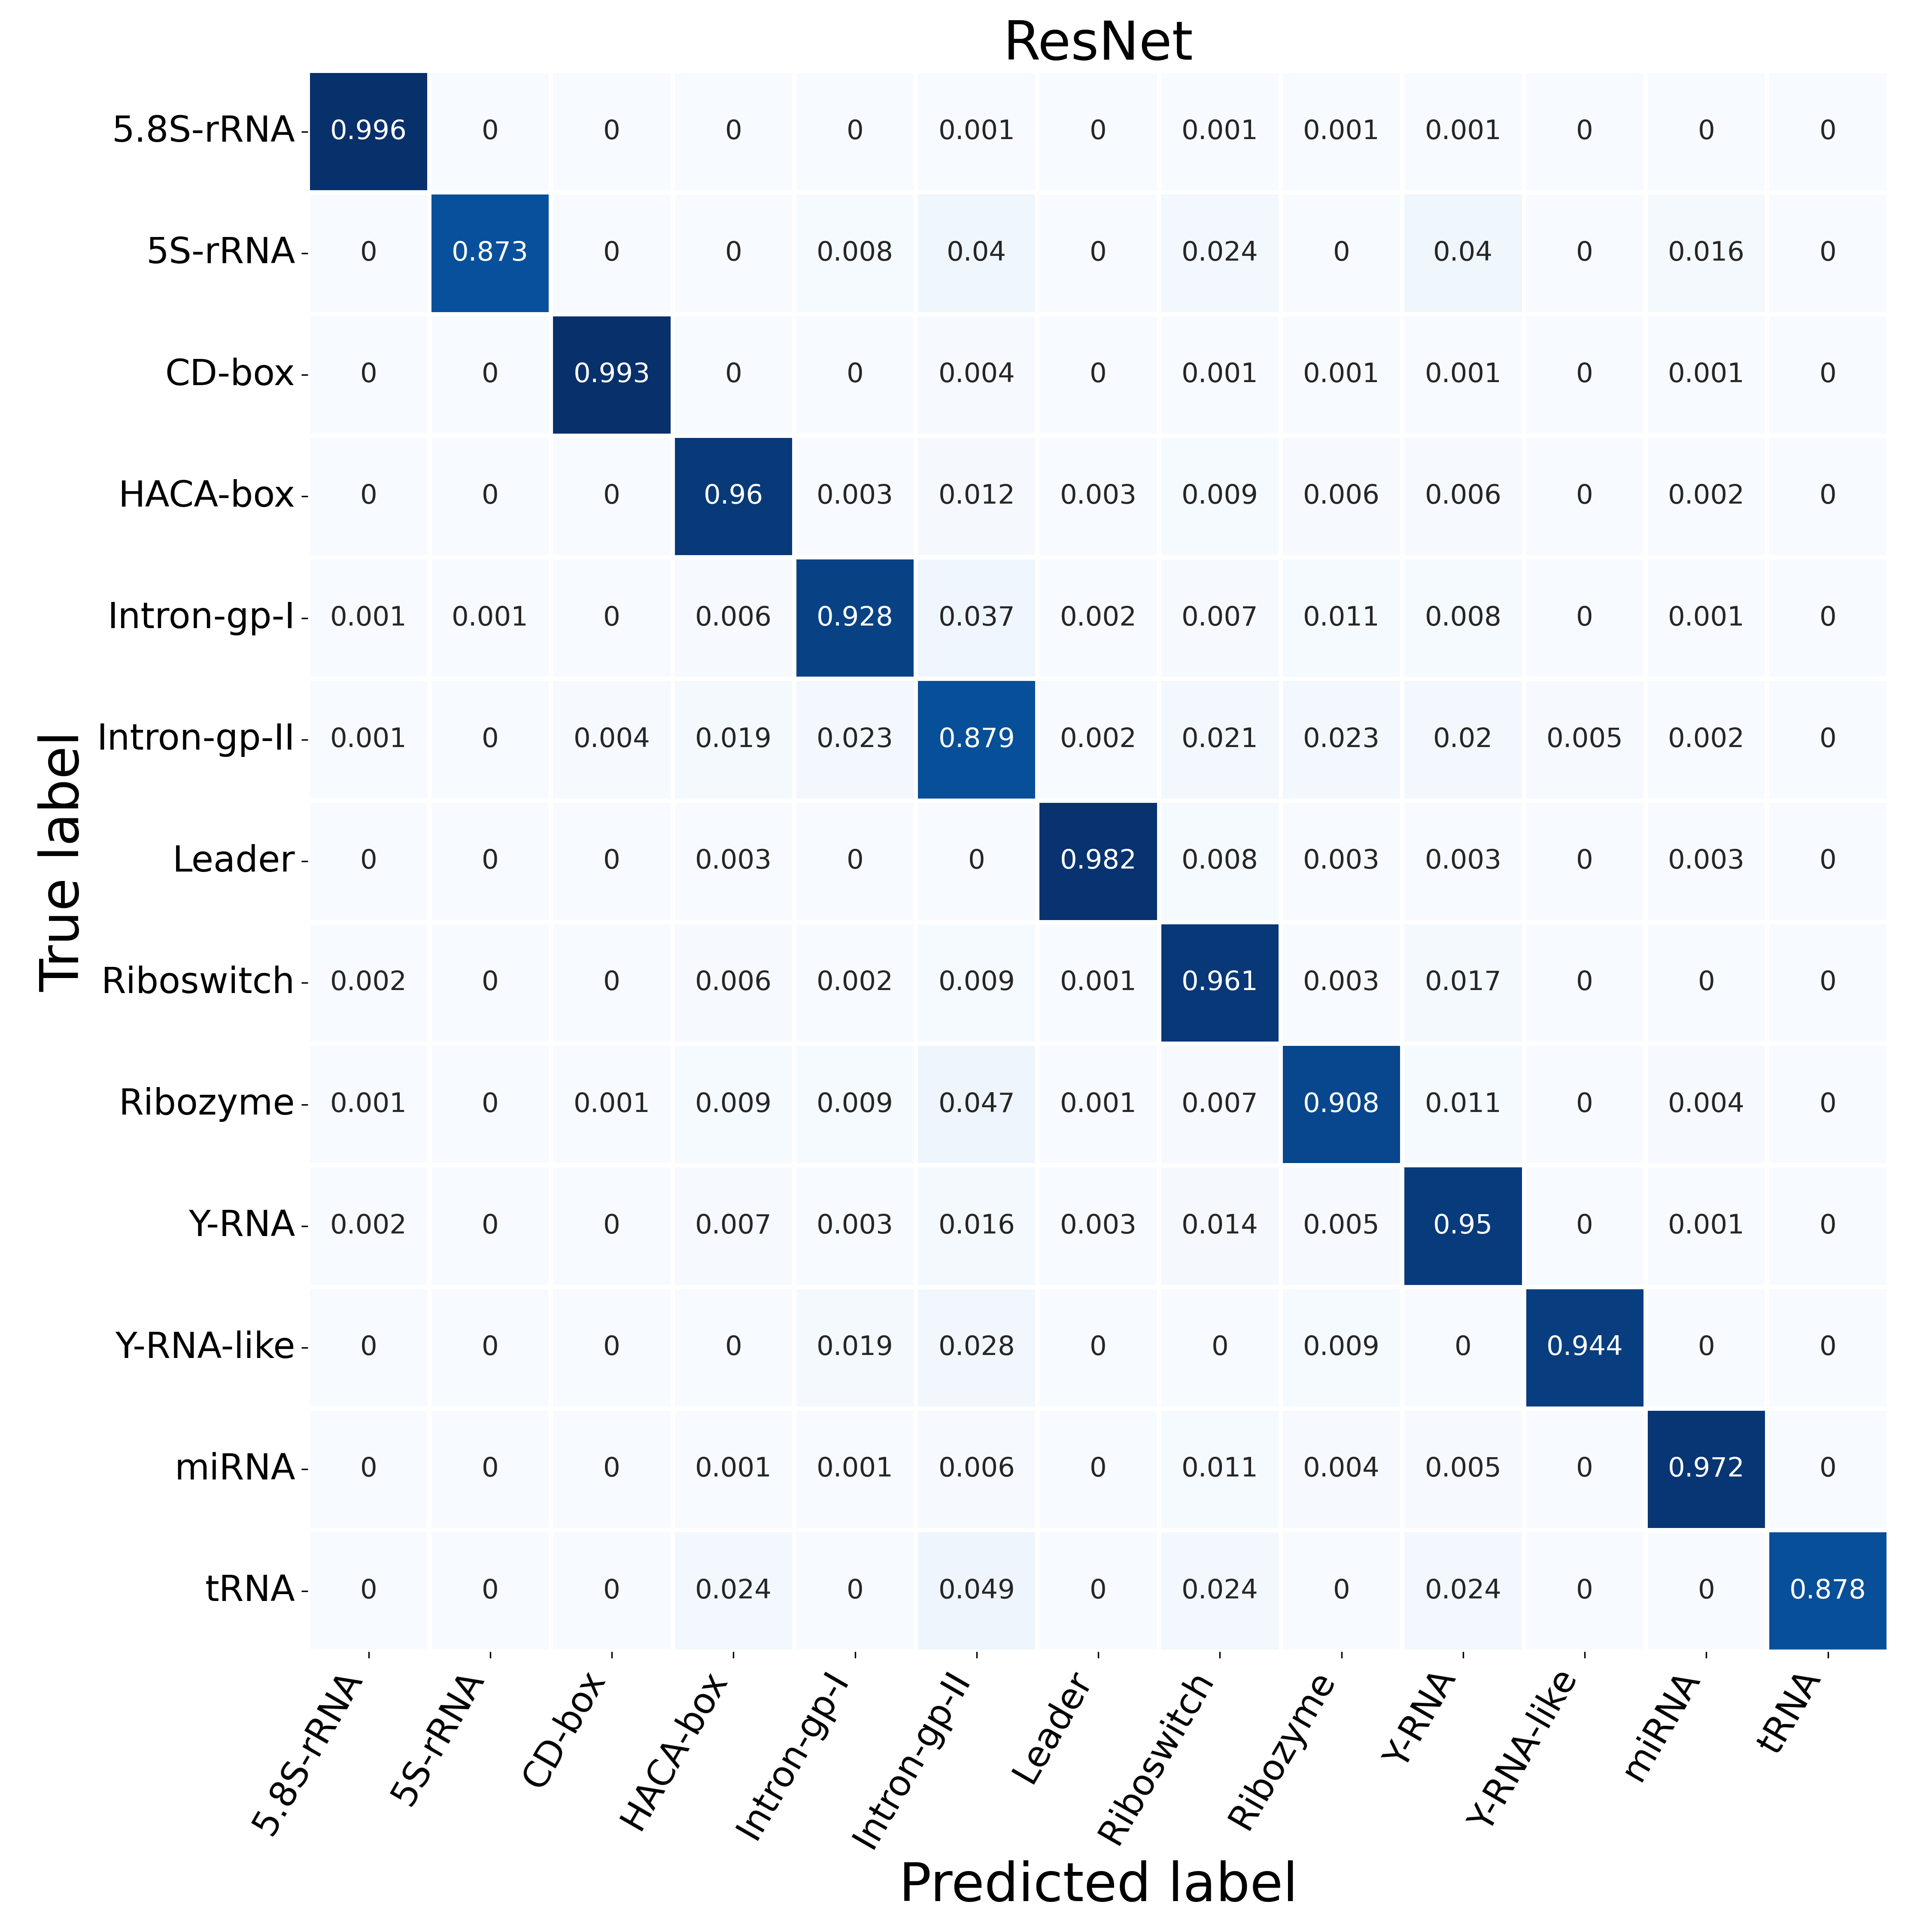 ResNet
5.8S-rRNA 0.996 0 0 0 0 0.001 0 0.001 0.001 0.001 0 0 0
5S-rRNA 0 0.873 0 0 0.008 0.04 0 0.024 0 0.04 0 0.016 0
CD-box 0 0 0.993 0 0 0.004 0 0.001 0.001 0.001 0 0.001 0
HACA-box 0 0 0 0.96 0.003 0.012 0.003 0.009 0.006 0.006 0 0.002 0
Intron-gp-I 0.001 0.001 0 0.006 0.928 0.037 0.002 0.007 0.011 0.008 0 0.001 0
Intron-gp-II 0.001 0 0.004 0.019 0.023 0.879 0.002 0.021 0.023 0.02 0.005 0.002 0
Leader 0 0 0 0.003 0 0 0.982 0.008 0.003 0.003 0 0.003 0
Riboswitch 0.002 0 0 0.006 0.002 0.009 0.001 0.961 0.003 0.017 0 0 0
Ribozyme 0.001 0 0.001 0.009 0.009 0.047 0.001 0.007 0.908 0.011 0 0.004 0
Y-RNA 0.002 0 0 0.007 0.003 0.016 0.003 0.014 0.005 0.95 0 0.001 0
Y-RNA-like 0 0 0 0 0.019 0.028 0 0 0.009 0 0.944 0 0
miRNA 0 0 0 0.001 0.001 0.006 0 0.011 0.004 0.005 0 0.972 0
tRNA 0 0 0 0.024 0 0.049 0 0.024 0 0.024 0 0 0.878
True label
5.8S-rRNA 5S-rRNA CD-box HACA-box Intron-gp-I Intron-gp-II Leader Riboswitch Ribozyme Y-RNA Y-RNA-like miRNA tRNA
Predicted label